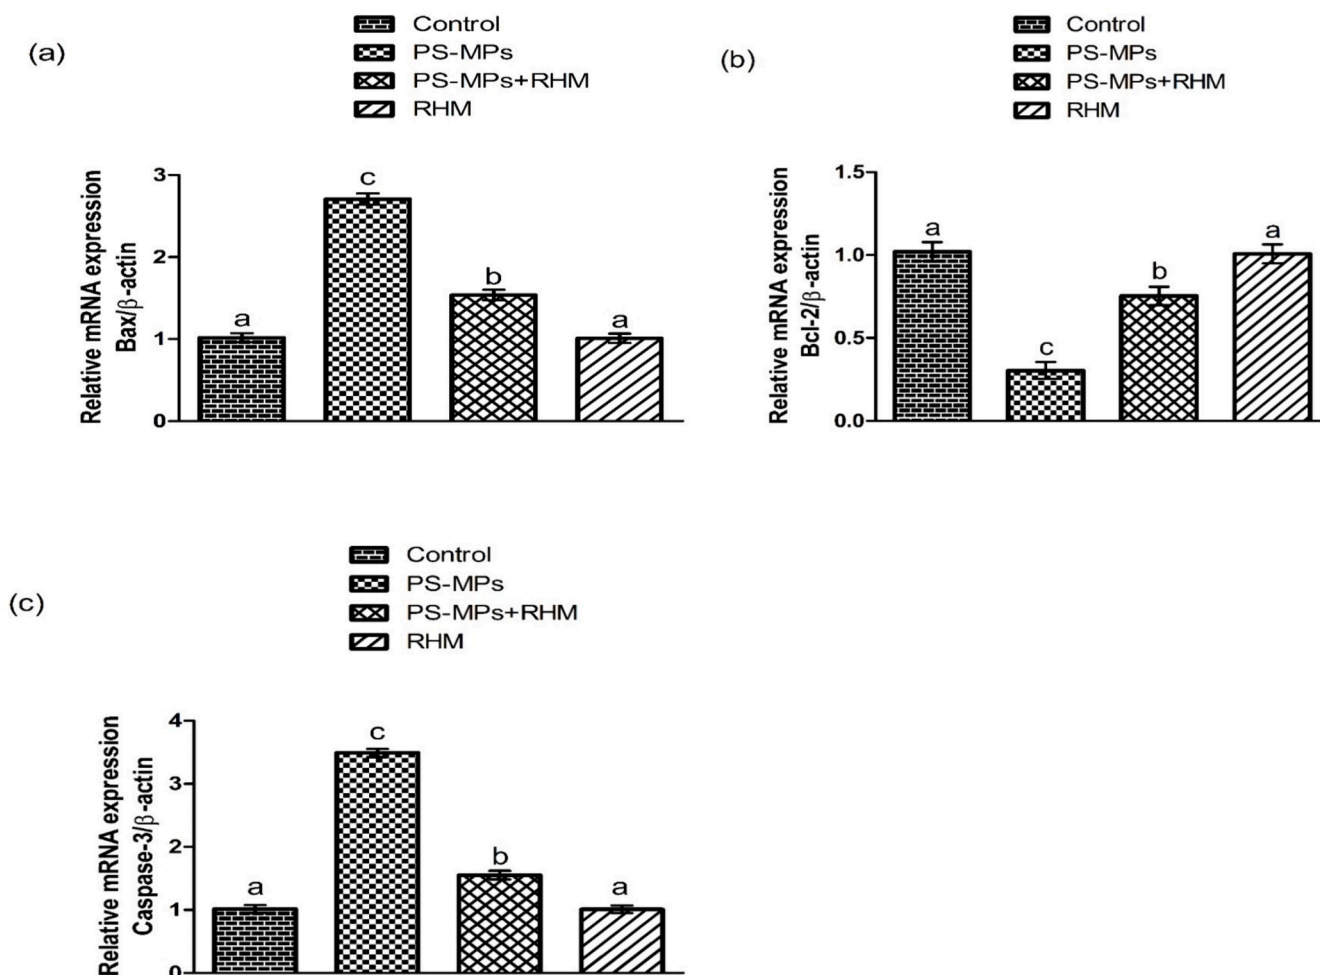 (a)
Control
PS-MPs
PS-MPs+RHM
RHM
Relative mRNA expression
Bax/β-actin
3
2
1
0
a
c
b
a
(b)
Control
PS-MPs
PS-MPs+RHM
RHM
Relative mRNA expression
Bcl-2/β-actin
1.5
1.0
0.5
0.0
a
c
b
a
(c)
Control
PS-MPs
PS-MPs+RHM
RHM
Relative mRNA expression
Caspase-3/β-actin
4
3
2
1
0
a
c
b
a